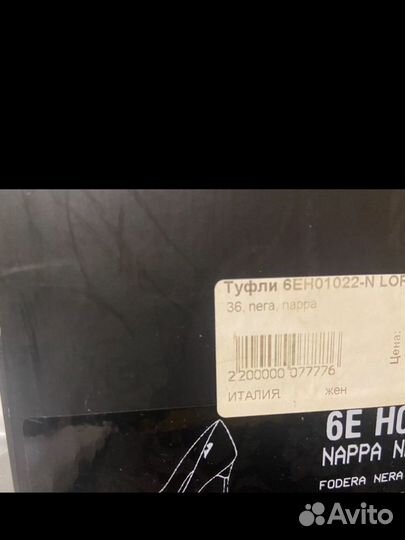 Туфли 6EH01022-N LOR
36, nera, nappa
Цена:
2 200000 077776
ИТАЛИЯ жен
6E HO
NAPPA N
FODERA NERA
Avito